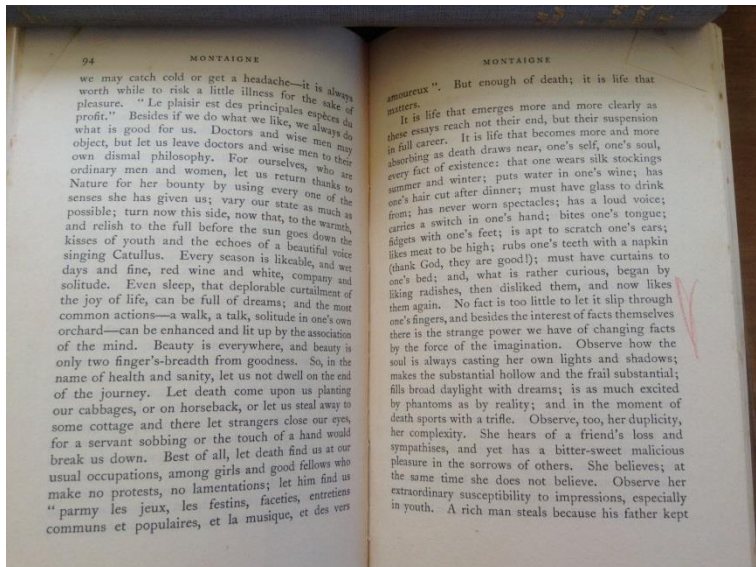 94 MONTAIGNE
we may catch cold or get a headache—it is always
worth while to risk a little illness for the sake of
pleasure. “Le plaisir est des principales espèces du
profit.” Besides if we do what we like, we always do
what is good for us. Doctors and wise men may
object, but let us leave doctors and wise men to their
own dismal philosophy. For ourselves, who are
ordinary men and women, let us return thanks to
Nature for her bounty by using every one of the
senses she has given us; vary our state as much as
possible; turn now this side, now that, to the warmth,
and relish to the full before the sun goes down the
kisses of youth and the echoes of a beautiful voice
singing Catullus. Every season is likeable, and wet
days and fine, red wine and white, company and
solitude. Even sleep, that deplorable curtailment of
the joy of life, can be full of dreams; and the most
common actions—a walk, a talk, solitude in one's own
orchard—can be enhanced and lit up by the association
of the mind. Beauty is everywhere, and beauty is
only two finger's-breadth from goodness. So, in the
name of health and sanity, let us not dwell on the end
of the journey. Let death come upon us planting
our cabbages, or on horseback, or let us steal away to
some cottage and there let strangers close our eyes,
for a servant sobbing or the touch of a hand would
break us down. Best of all, let death find us at our
usual occupations, among girls and good fellows who
make no protests, no lamentations; let him find us
“parmy les jeux, les festins, faceties, entretiens
communs et populaires, et la musique, et des vers
MONTAIGNE
amoureux”. But enough of death; it is life that
matters.
It is life that emerges more and more clearly as
these essays reach not their end, but their suspension
in full career. It is life that becomes more and more
absorbing as death draws near, one's self, one's soul,
every fact of existence: that one wears silk stockings
summer and winter; puts water in one's wine; has
one's hair cut after dinner; must have glass to drink
from; has never worn spectacles; has a loud voice;
carries a switch in one's hand; bites one's tongue;
fidgets with one's feet; is apt to scratch one's ears;
likes meat to be high; rubs one's teeth with a napkin
(thank God, they are good!); must have curtains to
one's bed; and, what is rather curious, began by
liking radishes, then disliked them, and now likes
them again. No fact is too little to let it slip through
one's fingers, and besides the interest of facts themselves
there is the strange power we have of changing facts
by the force of the imagination. Observe how the
soul is always casting her own lights and shadows;
makes the substantial hollow and the frail substantial;
fills broad daylight with dreams; is as much excited
by phantoms as by reality; and in the moment of
death sports with a trifle. Observe, too, her duplicity,
her complexity. She hears of a friend's loss and
sympathises, and yet has a bitter-sweet malicious
pleasure in the sorrows of others. She believes; at
the same time she does not believe. Observe her
extraordinary susceptibility to impressions, especially
in youth. A rich man steals because his father kept